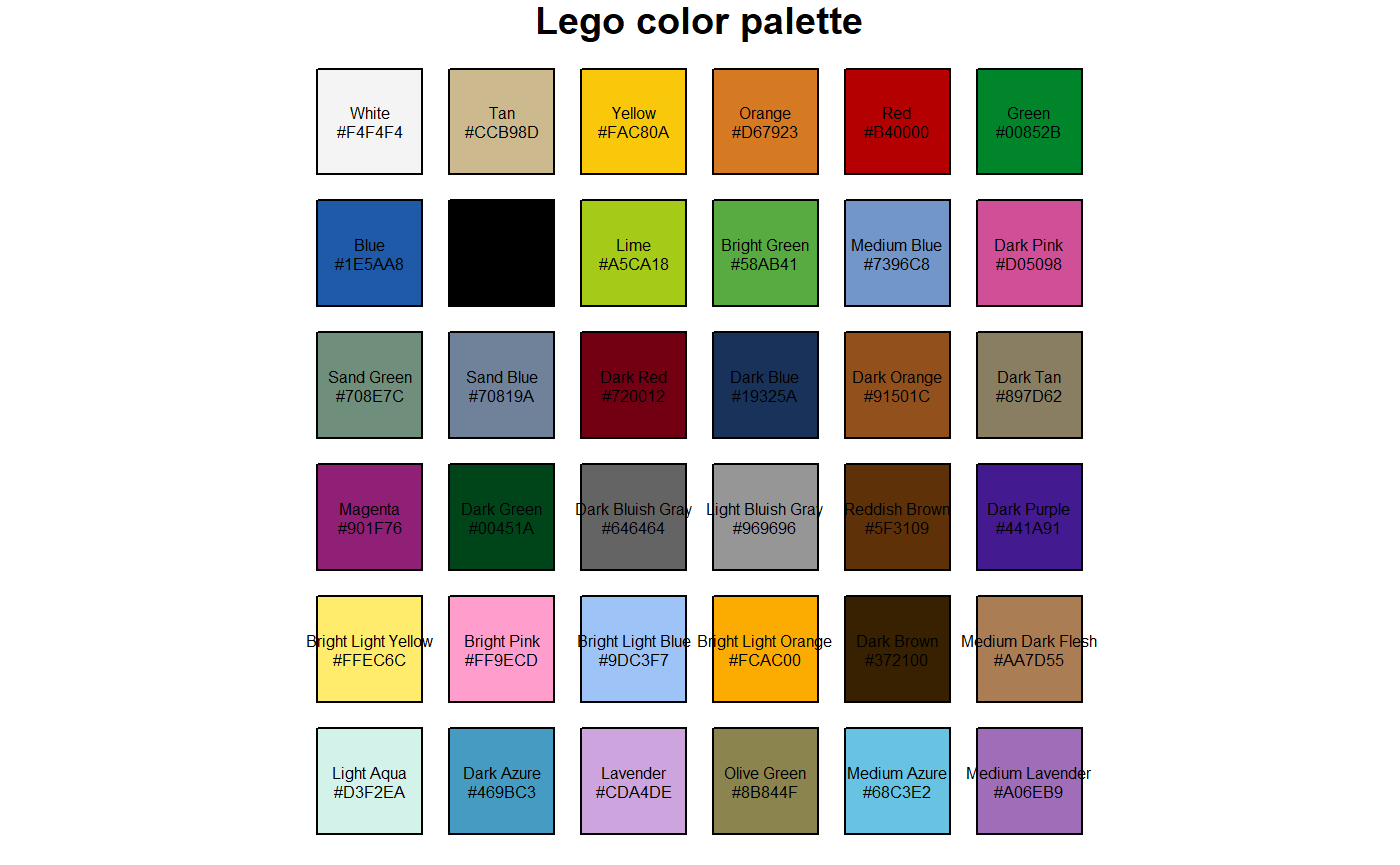 Lego color palette
White
#F4F4F4
Tan
#CCB98D
Yellow
#FAC80A
Orange
#D67923
Red
#B40000
Green
#00852B
Blue
#1E5AA8
Lime
#A5CA18
Bright Green
#58AB41
Medium Blue
#7396C8
Dark Pink
#D05098
Sand Green
#708E7C
Sand Blue
#70819A
Dark Red
#720012
Dark Blue
#19325A
Dark Orange
#91501C
Dark Tan
#897D62
Magenta
#901F76
Dark Green
#00451A
Dark Bluish Gray
#646464
Light Bluish Gray
#969696
Reddish Brown
#5F3109
Dark Purple
#441A91
Bright Light Yellow
#FFEC6C
Bright Pink
#FF9ECD
Bright Light Blue
#9DC3F7
Bright Light Orange
#FCAC00
Dark Brown
#372100
Medium Dark Flesh
#AA7D55
Light Aqua
#D3F2EA
Dark Azure
#469BC3
Lavender
#CDA4DE
Olive Green
#8B844F
Medium Azure
#68C3E2
Medium Lavender
#A06EB9